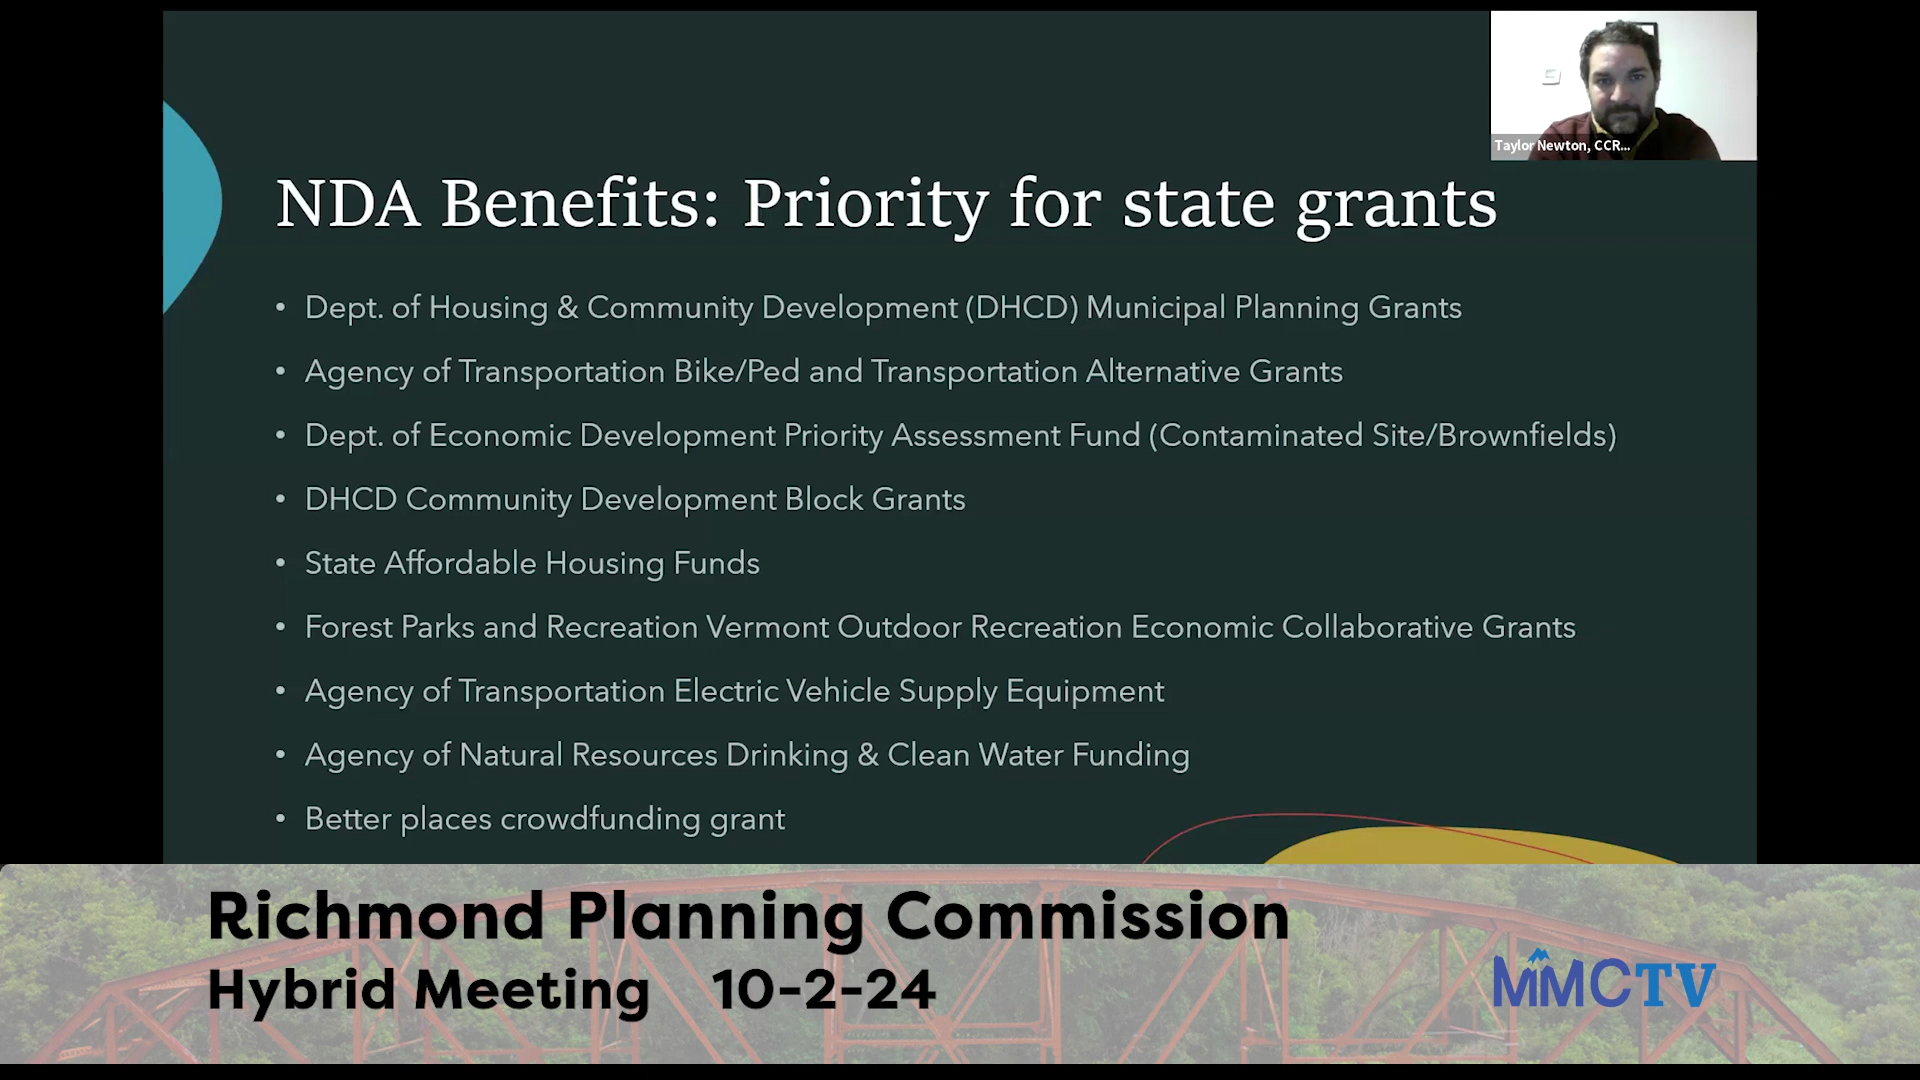 Taylor Newton, CCR...
NDA Benefits: Priority for state grants
• Dept. of Housing & Community Development (DHCD) Municipal Planning Grants
• Agency of Transportation Bike/Ped and Transportation Alternative Grants
• Dept. of Economic Development Priority Assessment Fund (Contaminated Site/Brownfields)
• DHCD Community Development Block Grants
• State Affordable Housing Funds
• Forest Parks and Recreation Vermont Outdoor Recreation Economic Collaborative Grants
• Agency of Transportation Electric Vehicle Supply Equipment
• Agency of Natural Resources Drinking & Clean Water Funding
• Better places crowdfunding grant
Richmond Planning Commission
Hybrid Meeting 10-2-24
MMCTV